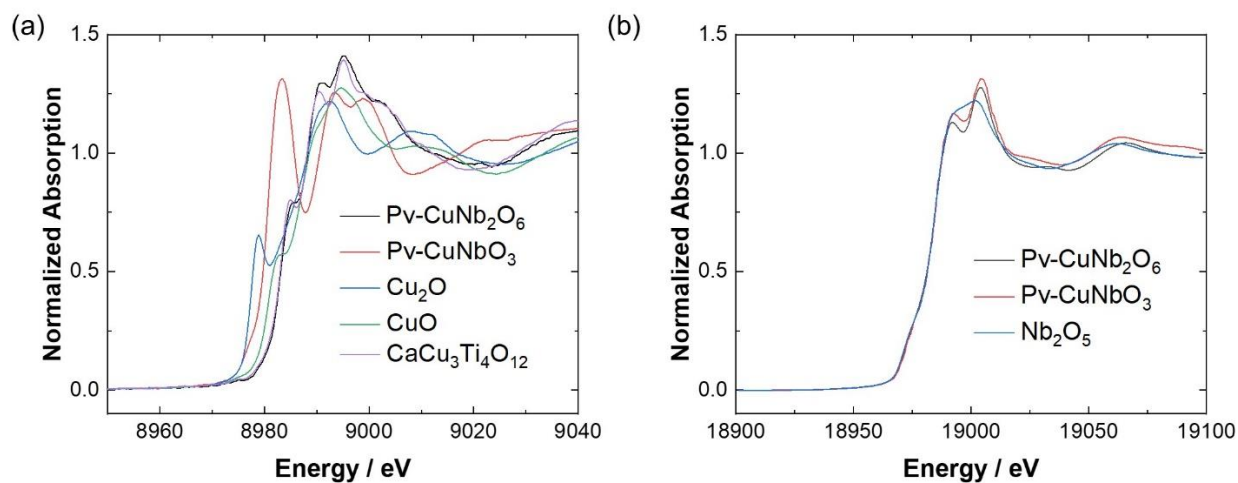 (a)
1.5
1.0
0.5
0.0
Normalized Absorption
Pv-CuNb₂O₆
Pv-CuNbO₃
Cu₂O
CuO
CaCu₃Ti₄O₁₂
8960 8980 9000 9020 9040
Energy / eV
(b)
1.5
1.0
0.5
0.0
Normalized Absorption
Pv-CuNb₂O₆
Pv-CuNbO₃
Nb₂O₅
18900 18950 19000 19050 19100
Energy / eV